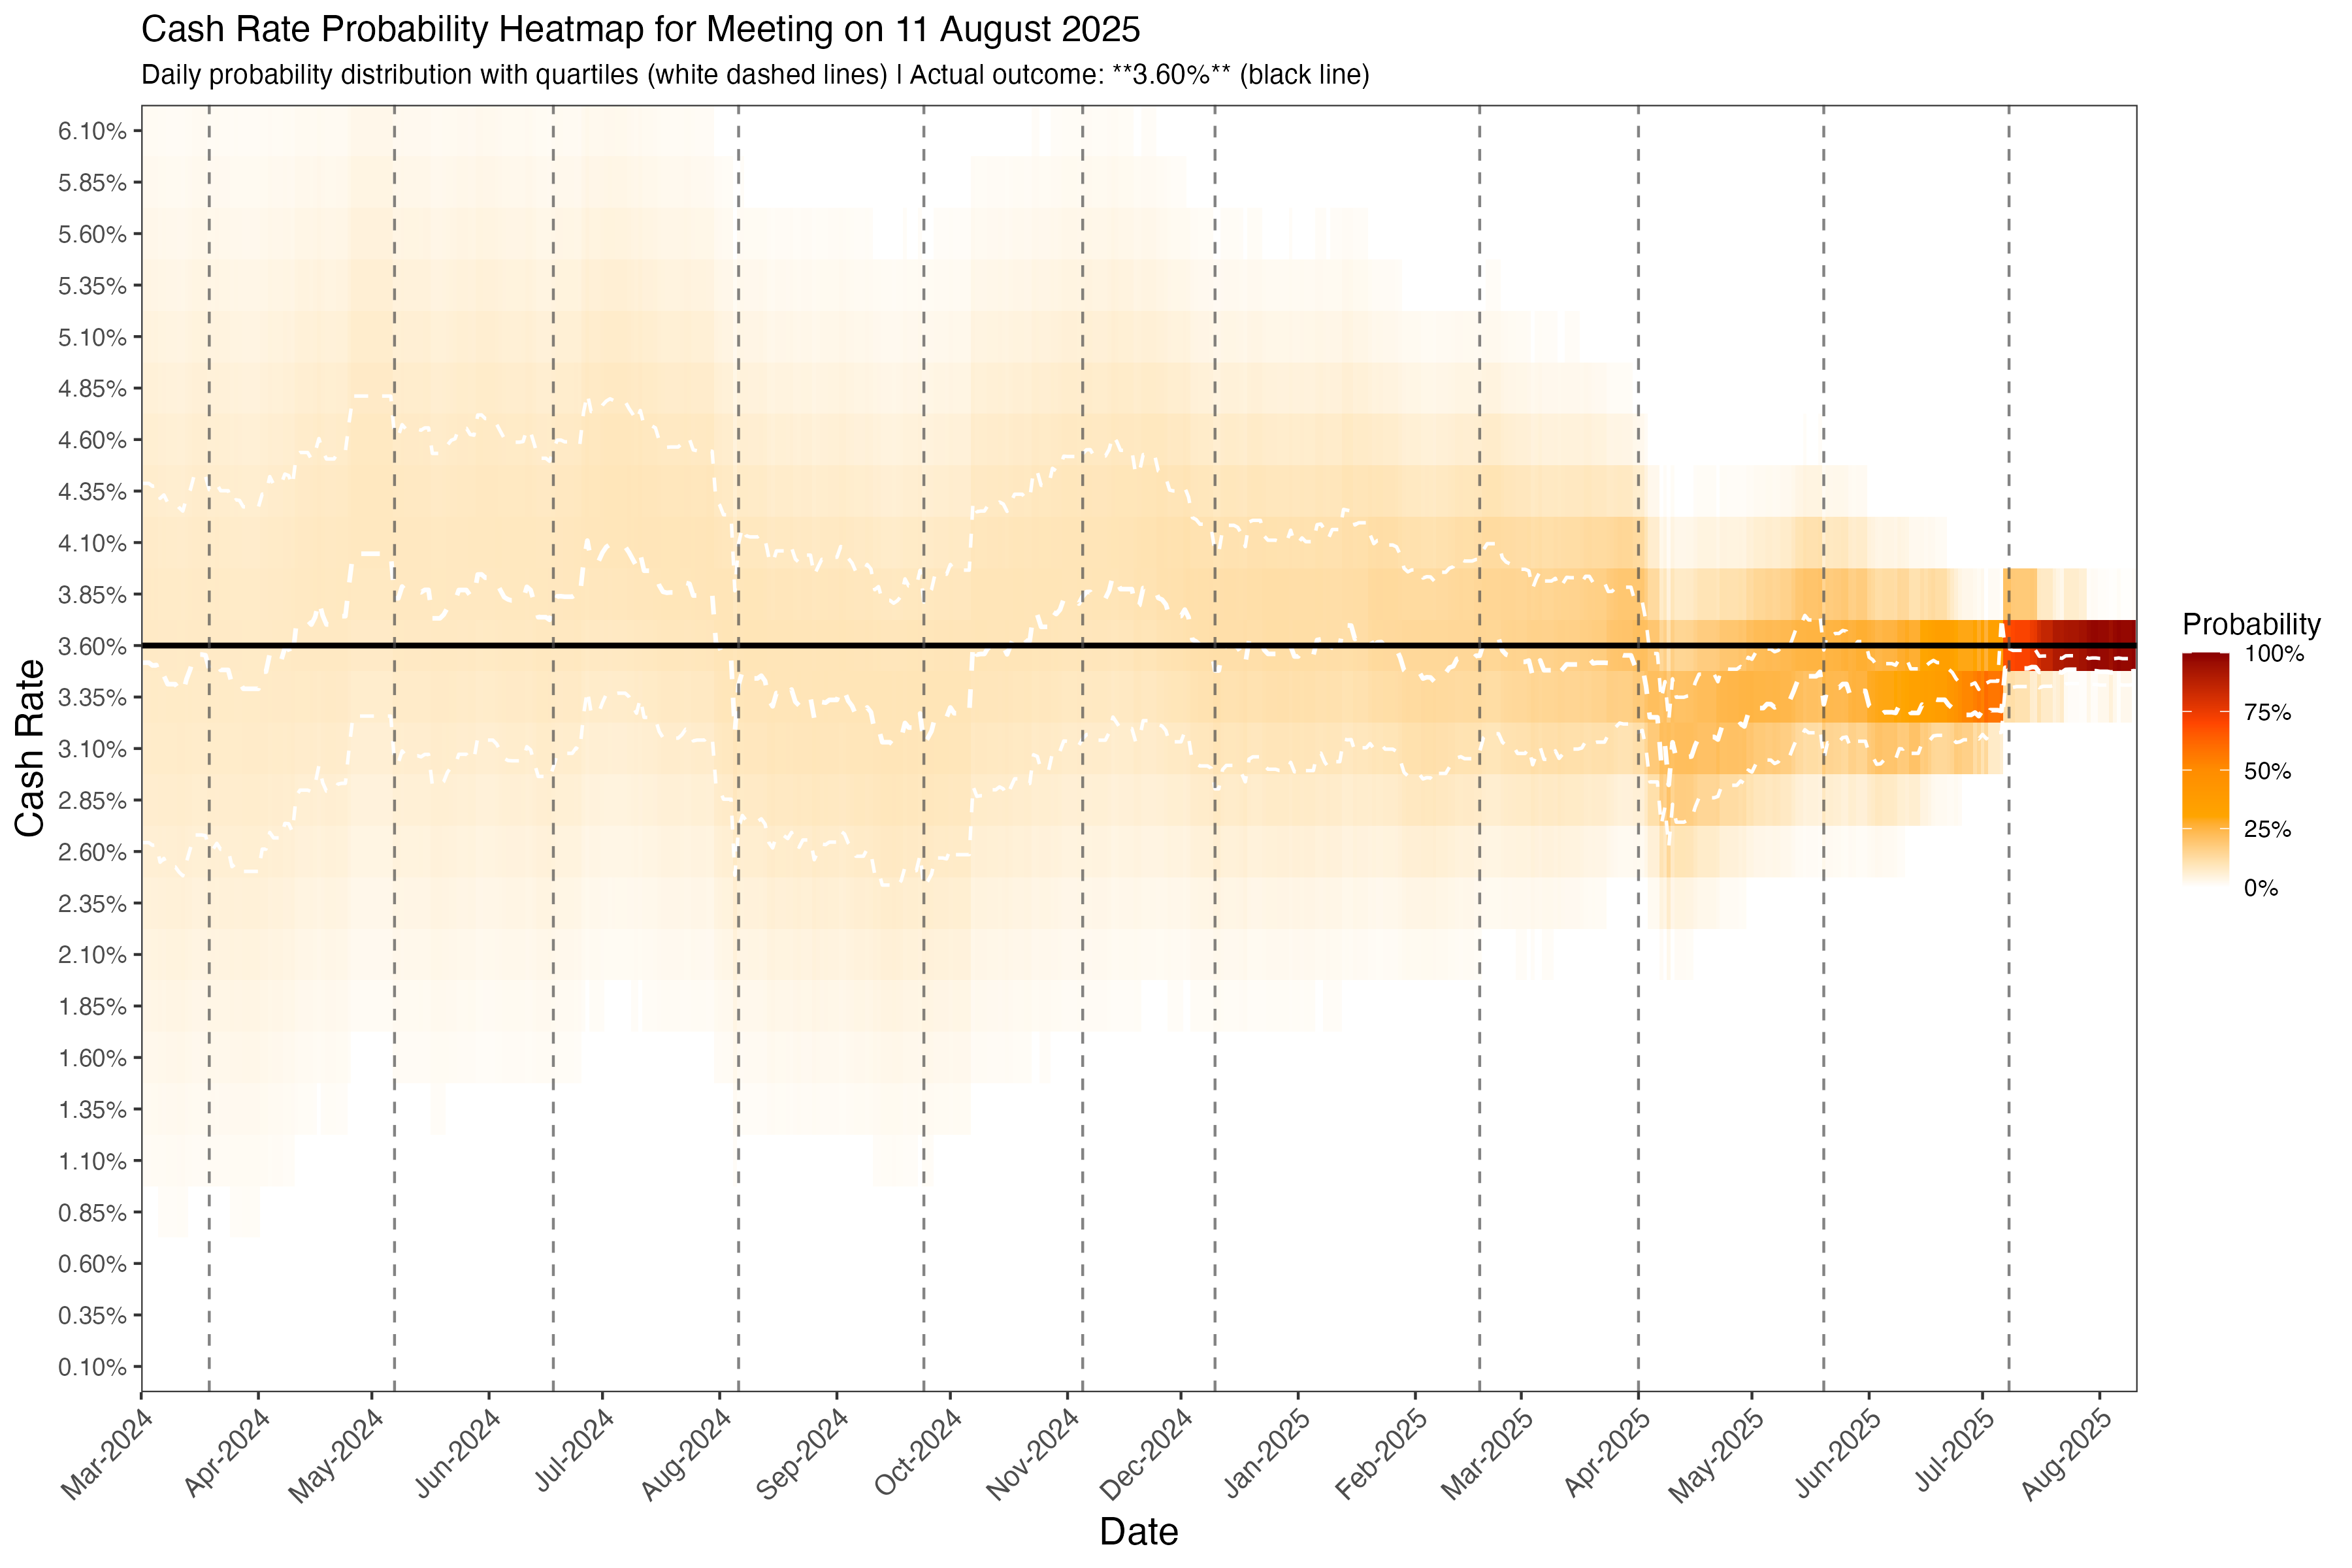 Cash Rate Probability Heatmap for Meeting on 11 August 2025
Daily probability distribution with quartiles (white dashed lines) | Actual outcome: **3.60%** (black line)
Cash Rate
6.10%
5.85%
5.60%
5.35%
5.10%
4.85%
4.60%
4.35%
4.10%
3.85%
3.60%
3.35%
3.10%
2.85%
2.60%
2.35%
2.10%
1.85%
1.60%
1.35%
1.10%
0.85%
0.60%
0.35%
0.10%
Mar-2024
Apr-2024
May-2024
Jun-2024
Jul-2024
Aug-2024
Sep-2024
Oct-2024
Nov-2024
Dec-2024
Jan-2025
Feb-2025
Mar-2025
Apr-2025
May-2025
Jun-2025
Jul-2025
Aug-2025
Date
Probability
100%
75%
50%
25%
0%